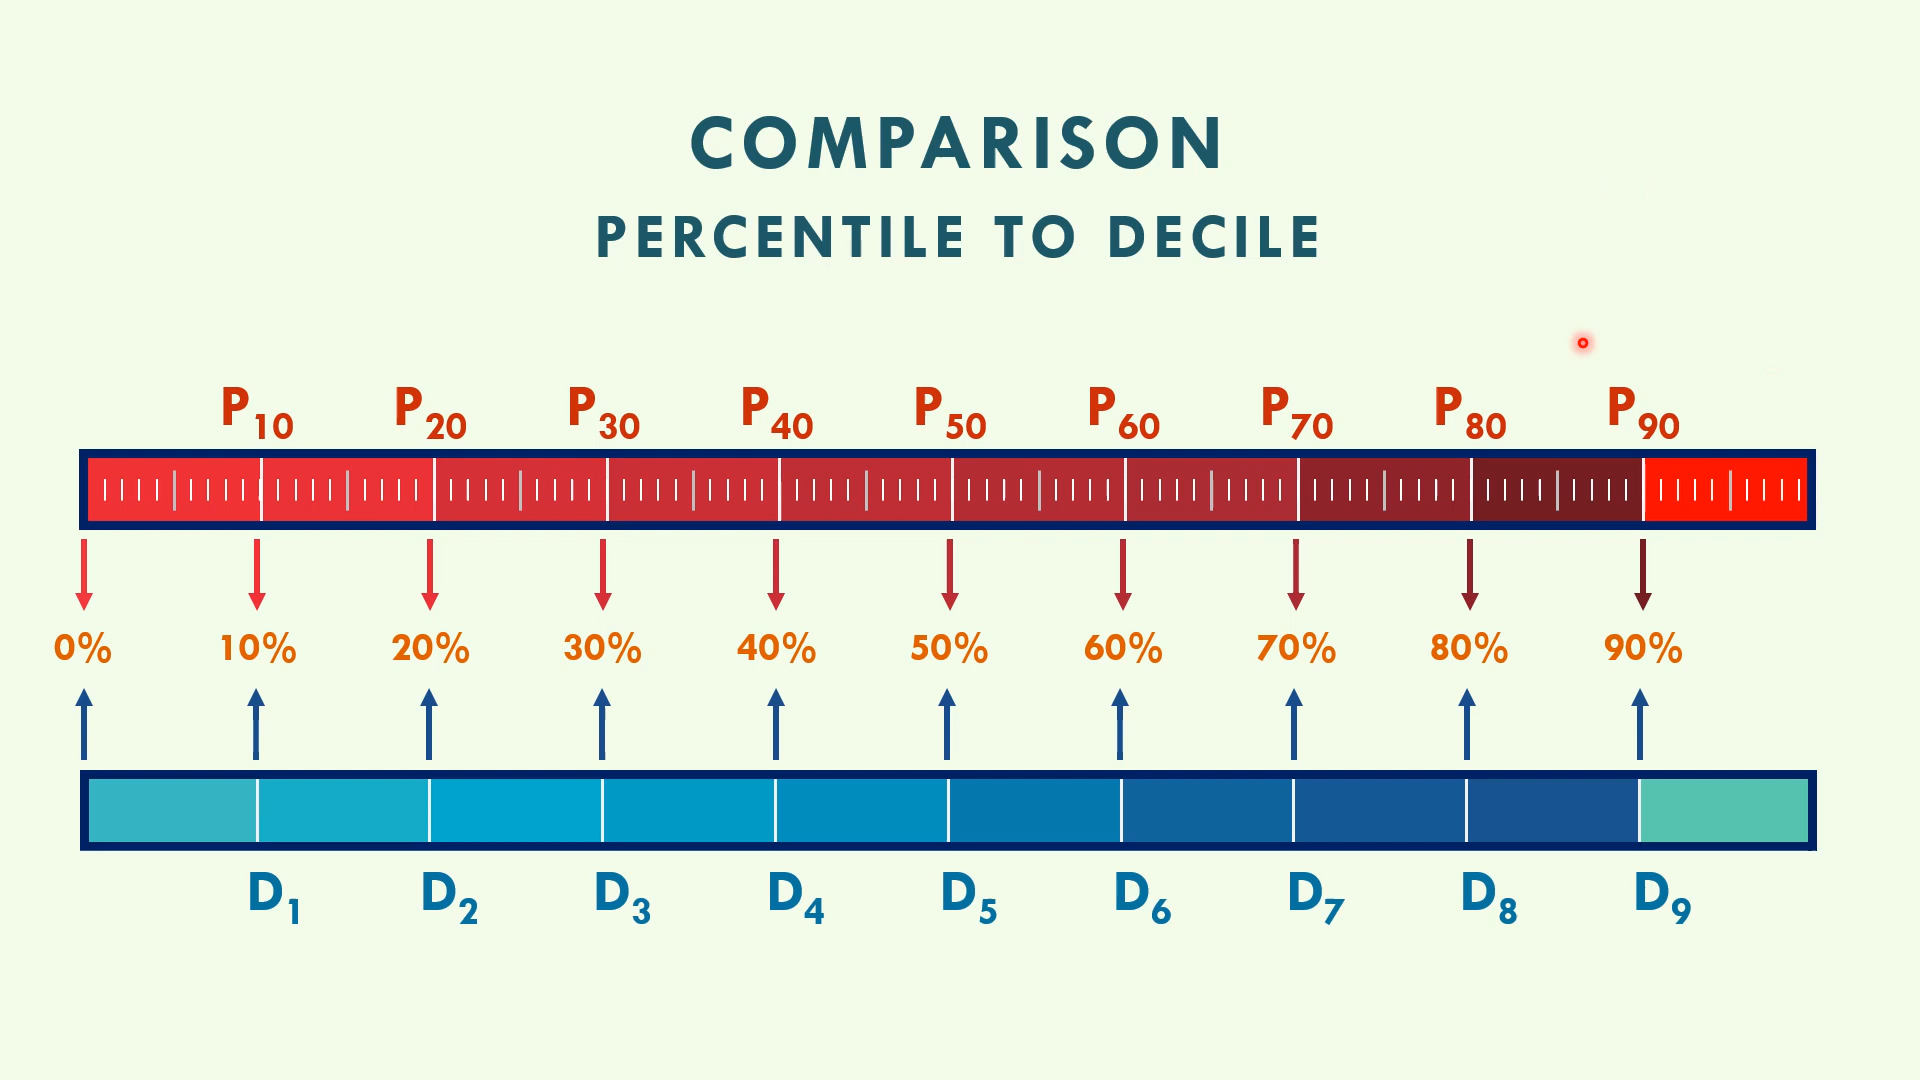 COMPARISON
PERCENTILE TO DECILE
P10 P20 P30 P40 P50 P60 P70 P80 P90
0% 10% 20% 30% 40% 50% 60% 70% 80% 90%
D1 D2 D3 D4 D5 D6 D7 D8 D9